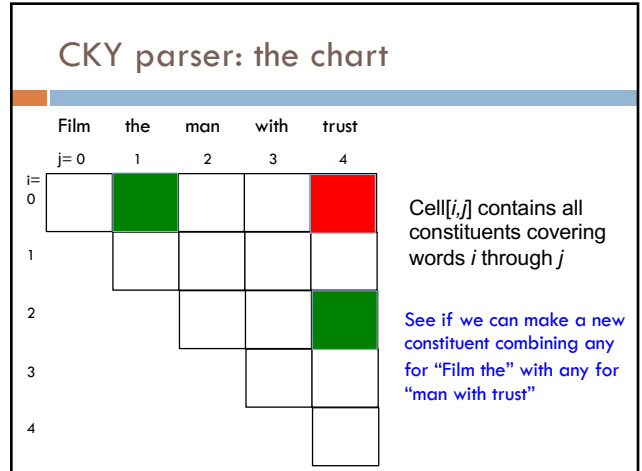 CKY parser: the chart
Film the man with trust
j= 0 1 2 3 4
i=
0
1
2
3
4
Cell[i,j] contains all
constituents covering
words i through j
See if we can make a new
constituent combining any
for “Film the” with any for
“man with trust”